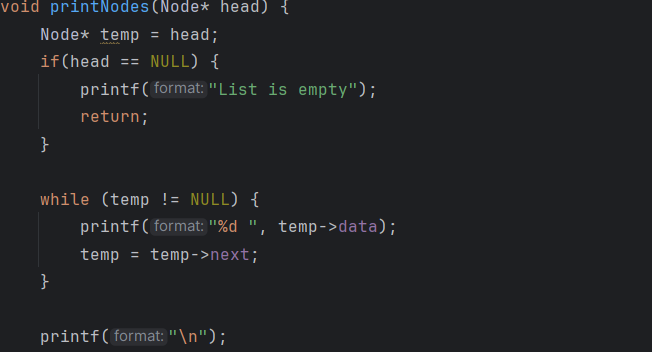 void printNodes(Node* head) {
    Node* temp = head;
    if(head == NULL) {
        printf(format:"List is empty");
        return;
    }

    while (temp != NULL) {
        printf(format:"%d ", temp->data);
        temp = temp->next;
    }

    printf(format:"\n");